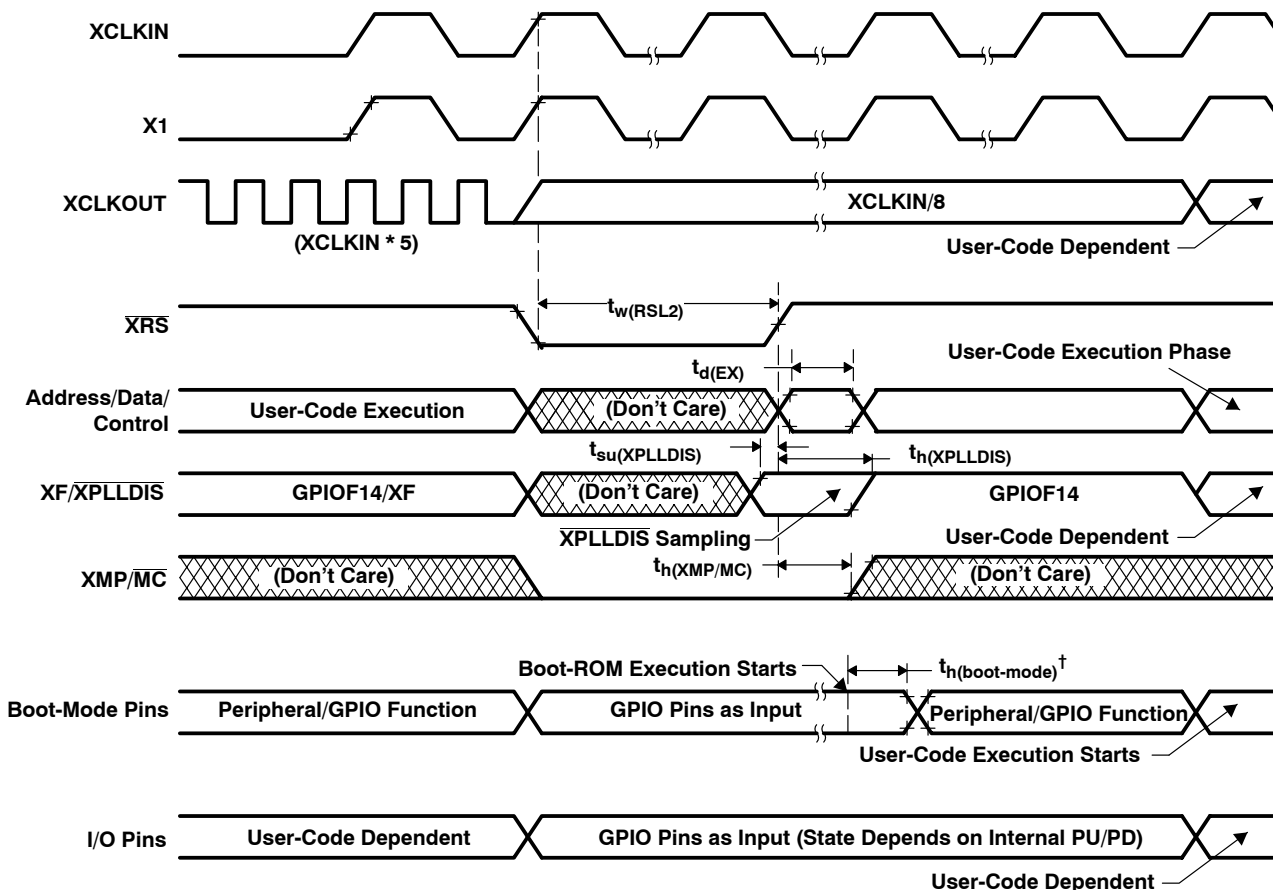 XCLKIN
X1
XCLKOUT
XCLKIN/8
(XCLKIN * 5)
User-Code Dependent
XRS
tw(RSL2)
User-Code Execution Phase
td(EX)
Address/Data/
Control
User-Code Execution
(Don't Care)
tsu(XPLLDIS)
th(XPLLDIS)
XF/XPLLDIS
GPIOF14/XF
(Don't Care)
GPIOF14
XPLLDIS Sampling
User-Code Dependent
XMP/MC
(Don't Care)
th(XMP/MC)
(Don't Care)
Boot-ROM Execution Starts
th(boot-mode)†
Boot-Mode Pins
Peripheral/GPIO Function
GPIO Pins as Input
Peripheral/GPIO Function
User-Code Execution Starts
I/O Pins
User-Code Dependent
GPIO Pins as Input (State Depends on Internal PU/PD)
User-Code Dependent